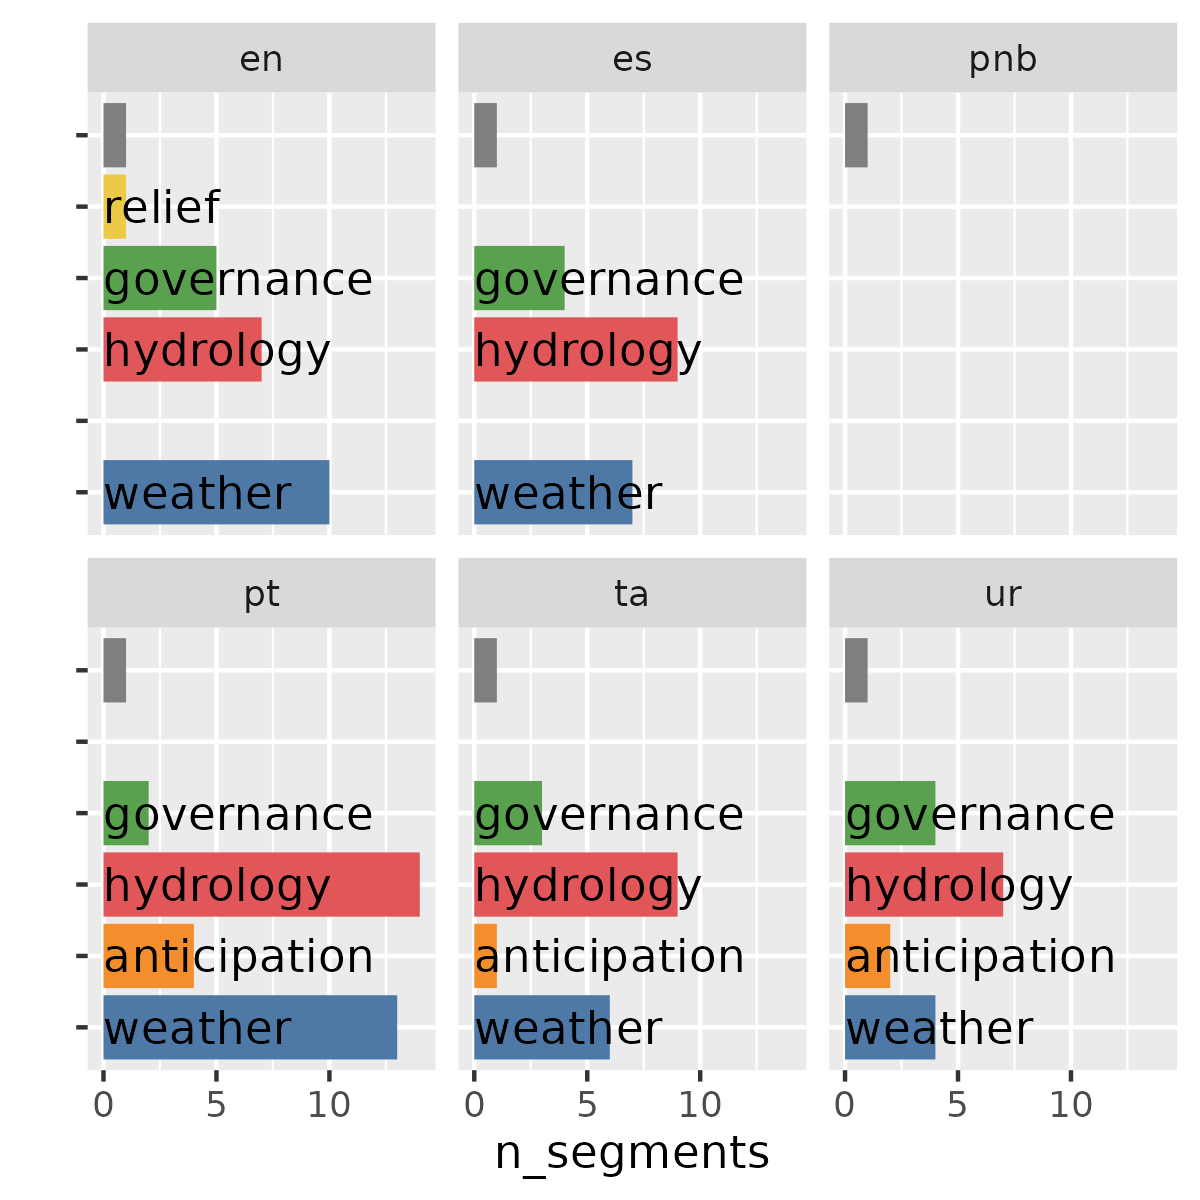 en es pnb
relief
governance governance
hydrology hydrology
weather weather
pt ta ur
governance governance governance
hydrology hydrology hydrology
anticipation anticipation anticipation
weather weather weather
0 5 10 0 5 10 0 5 10
n_segments